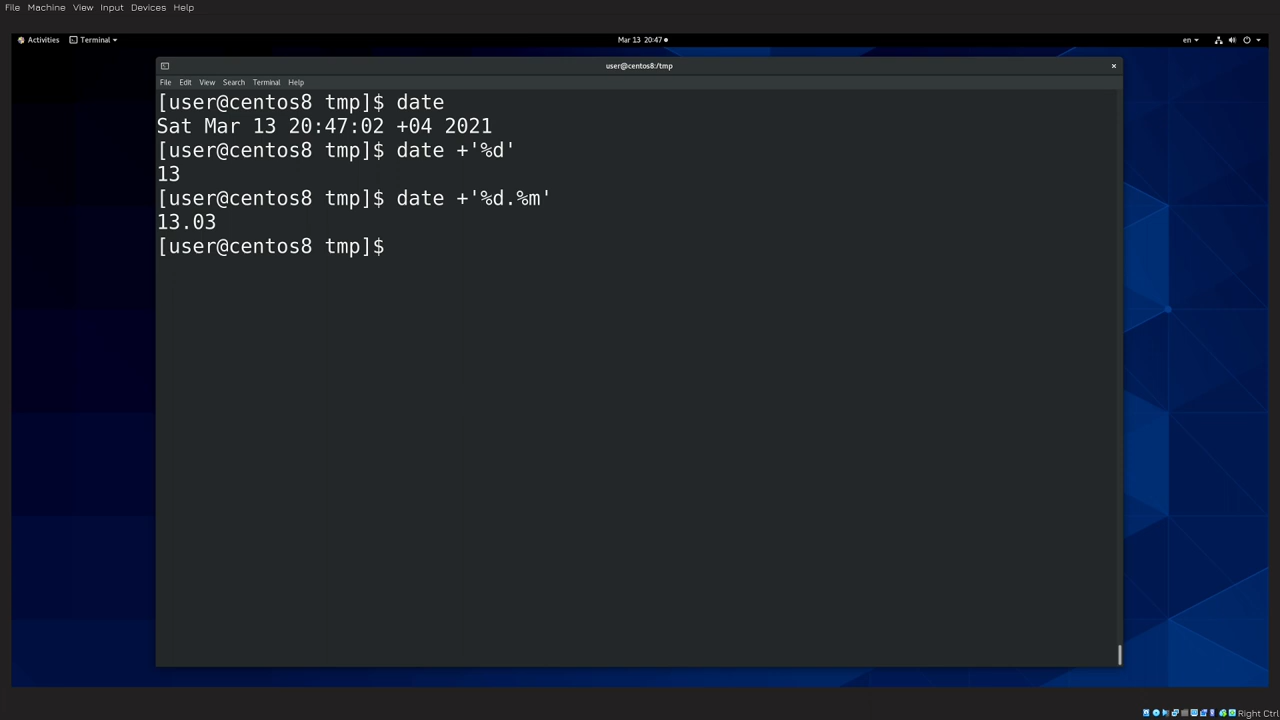 File Machine View Input Devices Help
Activities Terminal Mar 13 20:47 en
user@centos8:/tmp
File Edit View Search Terminal Help
[user@centos8 tmp]$ date
Sat Mar 13 20:47:02 +04 2021
[user@centos8 tmp]$ date +'%d'
13
[user@centos8 tmp]$ date +'%d.%m'
13.03
[user@centos8 tmp]$
Right Ctrl